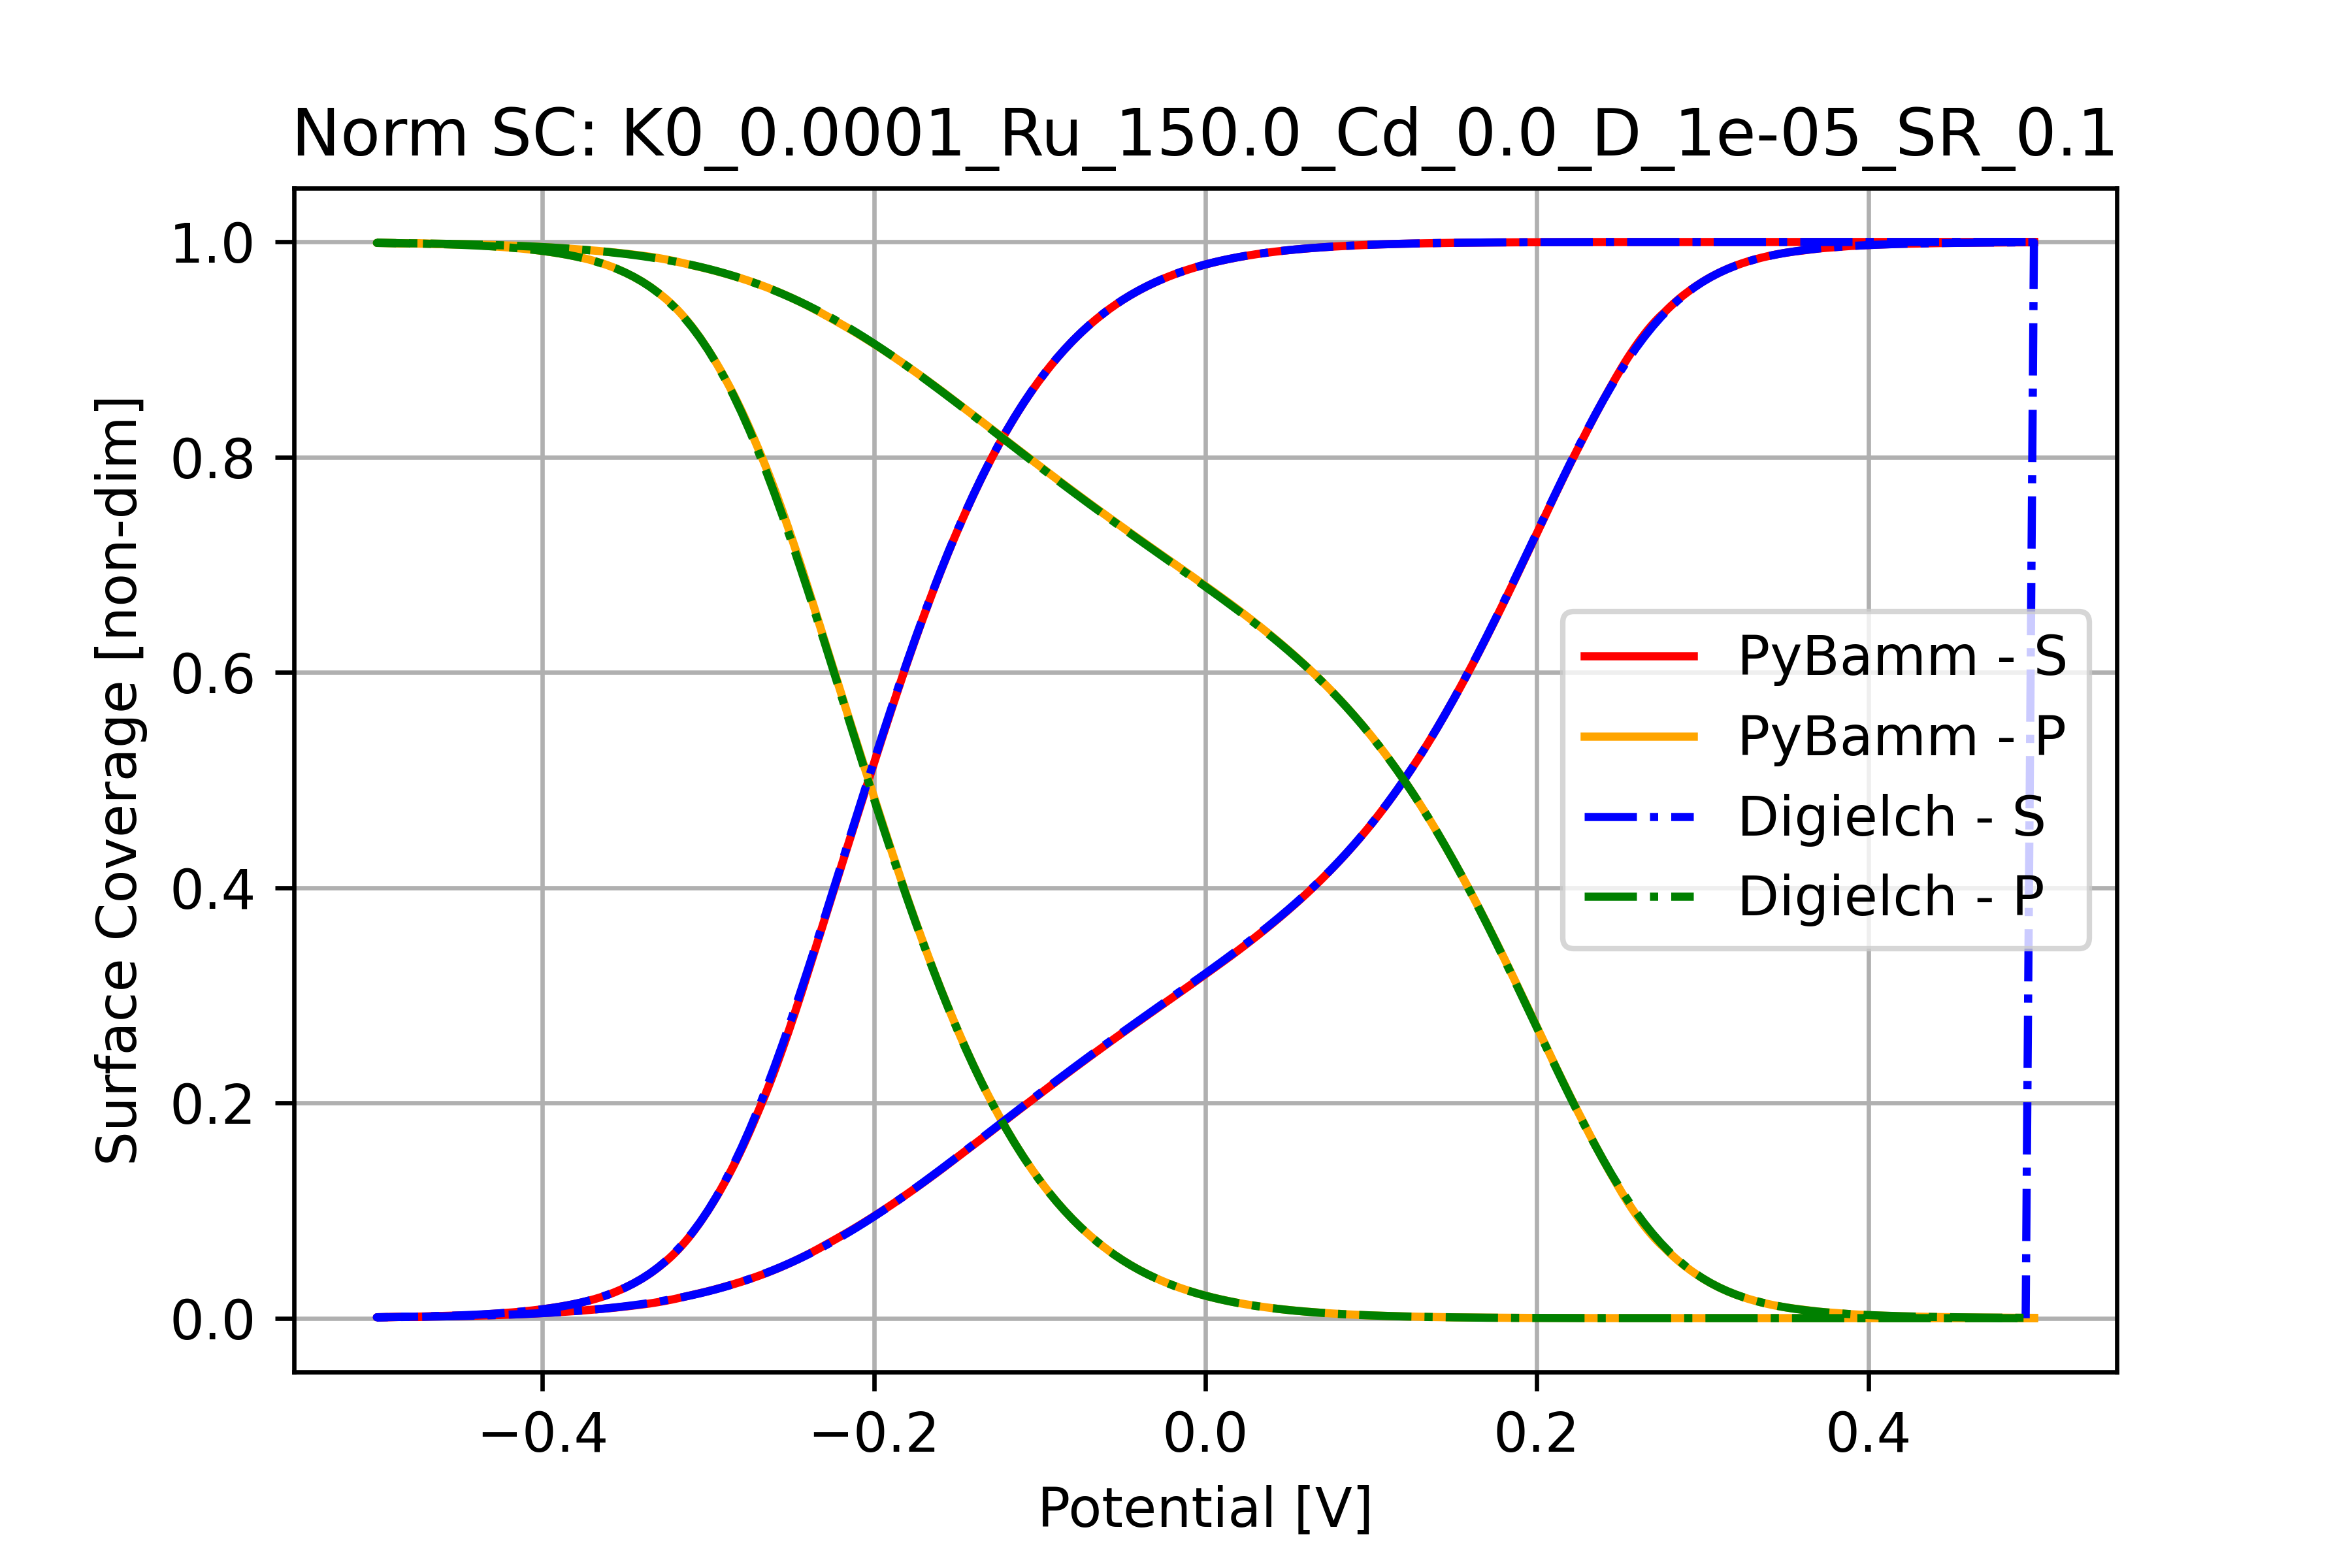 Norm SC: K0_0.0001_Ru_150.0_Cd_0.0_D_1e-05_SR_0.1
Surface Coverage [non-dim]
1.0
0.8
0.6
0.4
0.2
0.0
PyBamm - S
PyBamm - P
Digielch - S
Digielch - P
−0.4 −0.2 0.0 0.2 0.4
Potential [V]